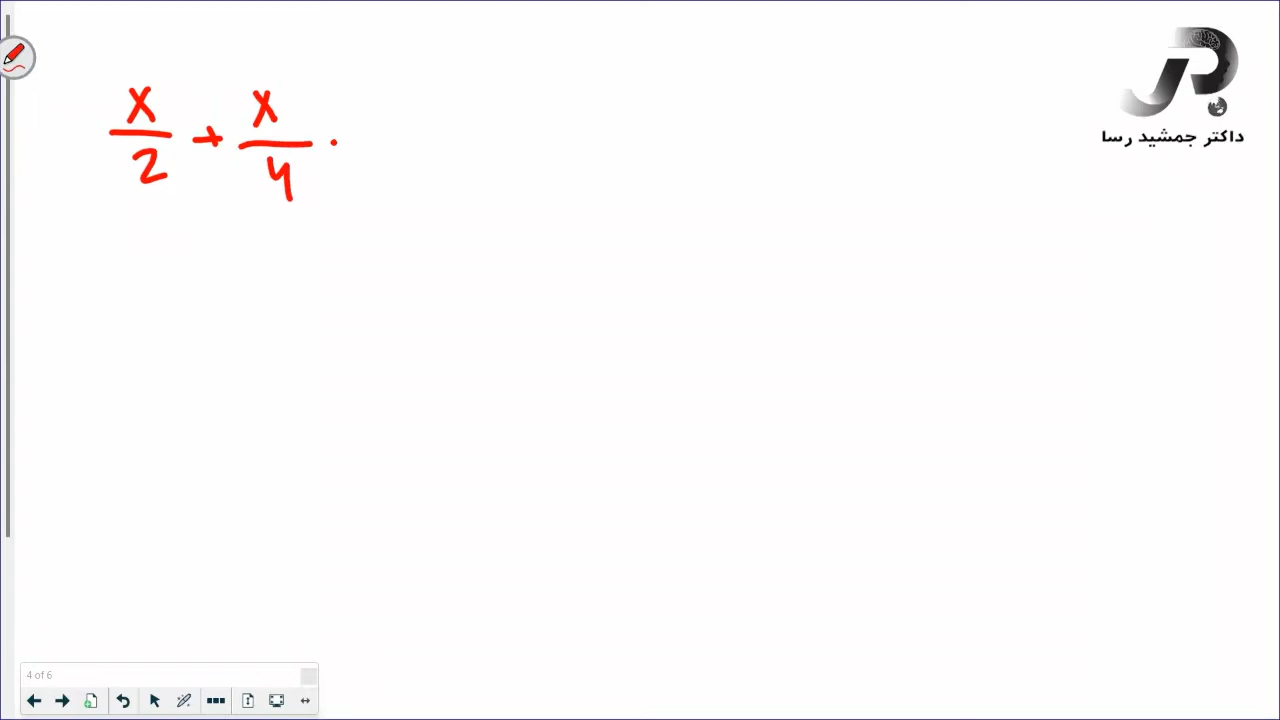 x/2 + x/4 .
داکتر جمشید رسا
4 of 6